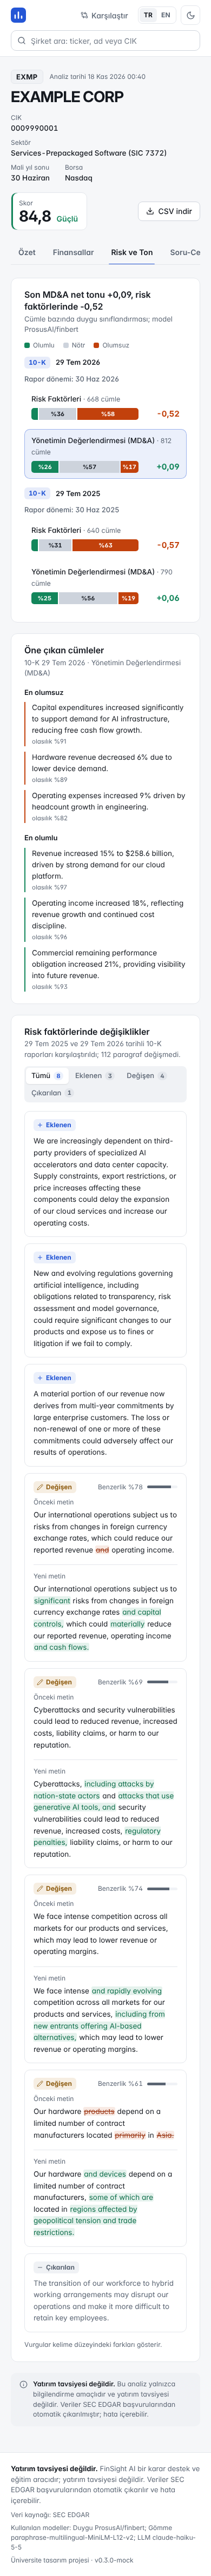 Karşılaştır
TR EN
Şirket ara: ticker, ad veya CIK
EXMP Analiz tarihi 18 Kas 2026 00:40
EXAMPLE CORP
CIK
0009990001
Sektör
Services-Prepackaged Software (SIC 7372)
Mali yıl sonu Borsa
30 Haziran Nasdaq
Skor
84,8 Güçlü
CSV indir
Özet Finansallar Risk ve Ton Soru-Ce
Son MD&A net tonu +0,09, risk
faktörlerinde -0,52
Cümle bazında duygu sınıflandırması; model
ProsusAI/finbert
Olumlu Nötr Olumsuz
10-K 29 Tem 2026
Rapor dönemi: 30 Haz 2026
Risk Faktörleri · 668 cümle
%36 %58 -0,52
Yönetimin Değerlendirmesi (MD&A) · 812
cümle
%26 %57 %17 +0,09
10-K 29 Tem 2025
Rapor dönemi: 30 Haz 2025
Risk Faktörleri · 640 cümle
%31 %63 -0,57
Yönetimin Değerlendirmesi (MD&A) · 790
cümle
%25 %56 %19 +0,06
Öne çıkan cümleler
10-K 29 Tem 2026 · Yönetimin Değerlendirmesi
(MD&A)
En olumsuz
Capital expenditures increased significantly
to support demand for AI infrastructure,
reducing free cash flow growth.
olasılık %91
Hardware revenue decreased 6% due to
lower device demand.
olasılık %89
Operating expenses increased 9% driven by
headcount growth in engineering.
olasılık %82
En olumlu
Revenue increased 15% to $258.6 billion,
driven by strong demand for our cloud
platform.
olasılık %97
Operating income increased 18%, reflecting
revenue growth and continued cost
discipline.
olasılık %96
Commercial remaining performance
obligation increased 21%, providing visibility
into future revenue.
olasılık %93
Risk faktörlerinde değişiklikler
29 Tem 2025 ve 29 Tem 2026 tarihli 10-K
raporları karşılaştırıldı; 112 paragraf değişmedi.
Tümü 8 Eklenen 3 Değişen 4
Çıkarılan 1
+ Eklenen
We are increasingly dependent on third-
party providers of specialized AI
accelerators and data center capacity.
Supply constraints, export restrictions, or
price increases affecting these
components could delay the expansion
of our cloud services and increase our
operating costs.
+ Eklenen
New and evolving regulations governing
artificial intelligence, including
obligations related to transparency, risk
assessment and model governance,
could require significant changes to our
products and expose us to fines or
litigation if we fail to comply.
+ Eklenen
A material portion of our revenue now
derives from multi-year commitments by
large enterprise customers. The loss or
non-renewal of one or more of these
commitments could adversely affect our
results of operations.
Değişen Benzerlik %78
Önceki metin
Our international operations subject us to
risks from changes in foreign currency
exchange rates, which could reduce our
reported revenue and operating income.
Yeni metin
Our international operations subject us to
significant risks from changes in foreign
currency exchange rates and capital
controls, which could materially reduce
our reported revenue, operating income
and cash flows.
Değişen Benzerlik %69
Önceki metin
Cyberattacks and security vulnerabilities
could lead to reduced revenue, increased
costs, liability claims, or harm to our
reputation.
Yeni metin
Cyberattacks, including attacks by
nation-state actors and attacks that use
generative AI tools, and security
vulnerabilities could lead to reduced
revenue, increased costs, regulatory
penalties, liability claims, or harm to our
reputation.
Değişen Benzerlik %74
Önceki metin
We face intense competition across all
markets for our products and services,
which may lead to lower revenue or
operating margins.
Yeni metin
We face intense and rapidly evolving
competition across all markets for our
products and services, including from
new entrants offering AI-based
alternatives, which may lead to lower
revenue or operating margins.
Değişen Benzerlik %61
Önceki metin
Our hardware products depend on a
limited number of contract
manufacturers located primarily in Asia.
Yeni metin
Our hardware and devices depend on a
limited number of contract
manufacturers, some of which are
located in regions affected by
geopolitical tension and trade
restrictions.
− Çıkarılan
The transition of our workforce to hybrid
working arrangements may disrupt our
operations and make it more difficult to
retain key employees.
Vurgular kelime düzeyindeki farkları gösterir.
Yatırım tavsiyesi değildir. Bu analiz yalnızca
bilgilendirme amaçlıdır ve yatırım tavsiyesi
değildir. Veriler SEC EDGAR başvurularından
otomatik çıkarılmıştır; hata içerebilir.
Yatırım tavsiyesi değildir. FinSight AI bir karar destek ve
eğitim aracıdır; yatırım tavsiyesi değildir. Veriler SEC
EDGAR başvurularından otomatik çıkarılır ve hata
içerebilir.
Veri kaynağı: SEC EDGAR
Kullanılan modeller: Duygu ProsusAI/finbert; Gömme
paraphrase-multilingual-MiniLM-L12-v2; LLM claude-haiku-
5-5
Üniversite tasarım projesi · v0.3.0-mock